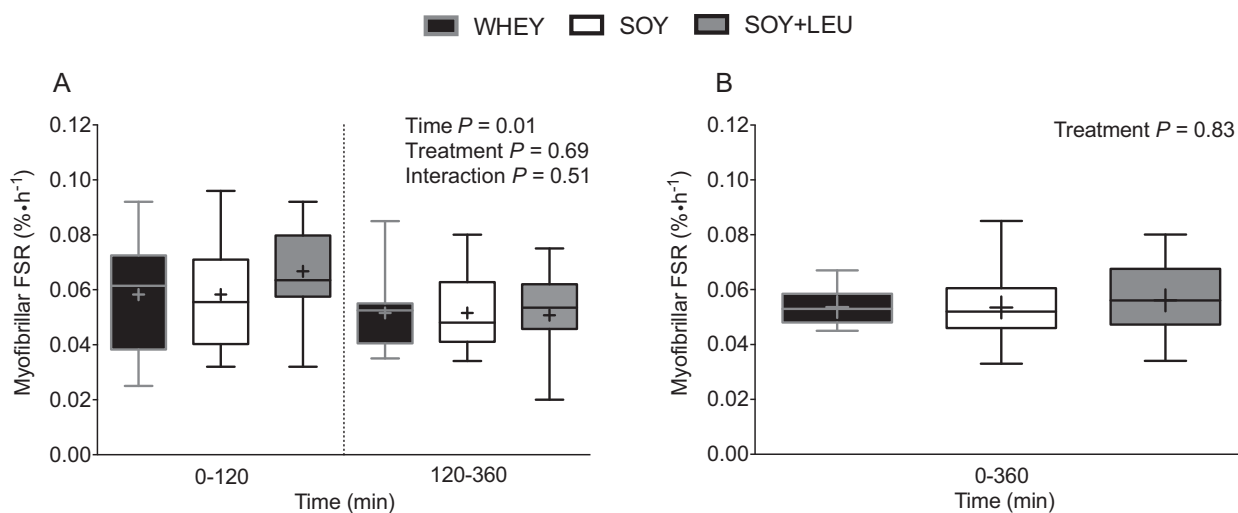 WHEY SOY SOY+LEU
A
Time P = 0.01
Treatment P = 0.69
Interaction P = 0.51
Myofibrillar FSR (%•h⁻¹)
0.12
0.10
0.08
0.06
0.04
0.02
0.00
0-120 120-360
Time (min)
B
Treatment P = 0.83
Myofibrillar FSR (%•h⁻¹)
0.12
0.10
0.08
0.06
0.04
0.02
0.00
0-360
Time (min)